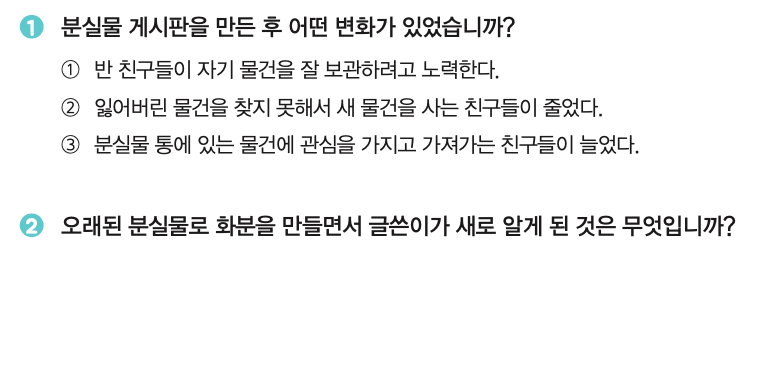 1 분실물 게시판을 만든 후 어떤 변화가 있었습니까?
① 반 친구들이 자기 물건을 잘 보관하려고 노력한다.
② 잃어버린 물건을 찾지 못해서 새 물건을 사는 친구들이 줄었다.
③ 분실물 통에 있는 물건에 관심을 가지고 가져가는 친구들이 늘었다.
2 오래된 분실물로 화분을 만들면서 글쓴이가 새로 알게 된 것은 무엇입니까?